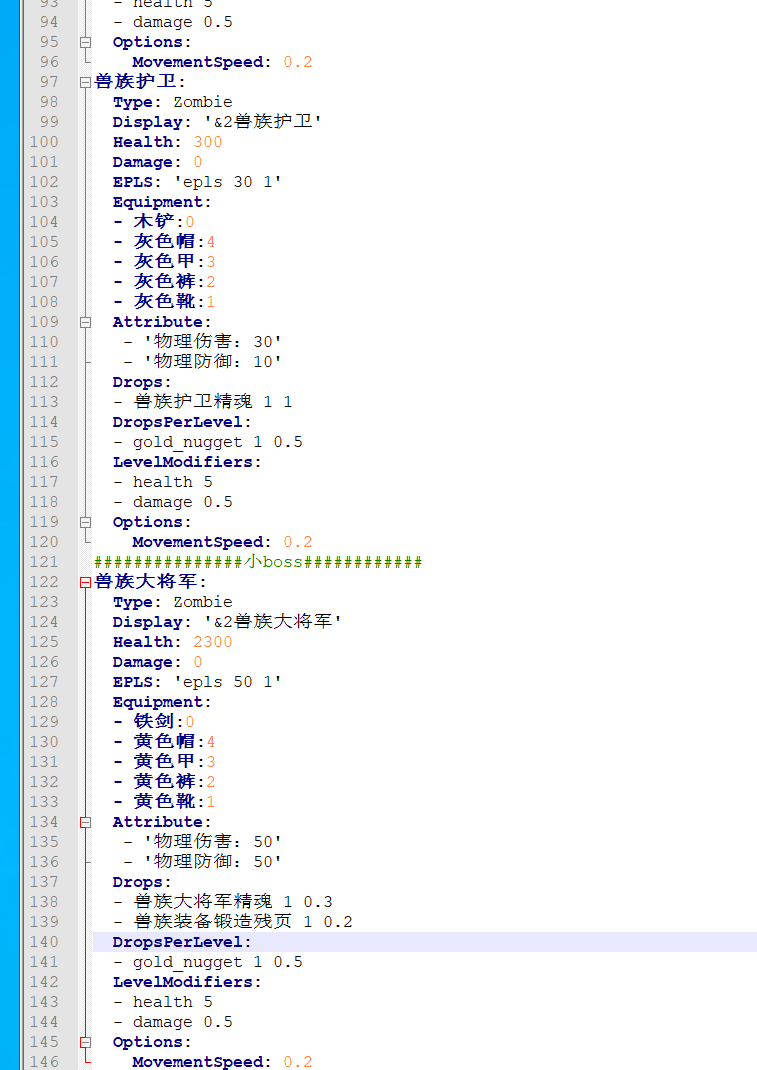 93 - health 5
94 - damage 0.5
95 Options:
96 MovementSpeed: 0.2
97 兽族护卫:
98 Type: Zombie
99 Display: '&2兽族护卫'
100 Health: 300
101 Damage: 0
102 EPLS: 'epls 30 1'
103 Equipment:
104 - 木铲:0
105 - 灰色帽:4
106 - 灰色甲:3
107 - 灰色裤:2
108 - 灰色靴:1
109 Attribute:
110 - '物理伤害: 30'
111 - '物理防御: 10'
112 Drops:
113 - 兽族护卫精魂 1 1
114 DropsPerLevel:
115 - gold_nugget 1 0.5
116 LevelModifiers:
117 - health 5
118 - damage 0.5
119 Options:
120 MovementSpeed: 0.2
121 ###############小boss############
122 兽族大将军:
123 Type: Zombie
124 Display: '&2兽族大将军'
125 Health: 2300
126 Damage: 0
127 EPLS: 'epls 50 1'
128 Equipment:
129 - 铁剑:0
130 - 黄色帽:4
131 - 黄色甲:3
132 - 黄色裤:2
133 - 黄色靴:1
134 Attribute:
135 - '物理伤害: 50'
136 - '物理防御: 50'
137 Drops:
138 - 兽族大将军精魂 1 0.3
139 - 兽族装备锻造残页 1 0.2
140 DropsPerLevel:
141 - gold_nugget 1 0.5
142 LevelModifiers:
143 - health 5
144 - damage 0.5
145 Options:
146 MovementSpeed: 0.2